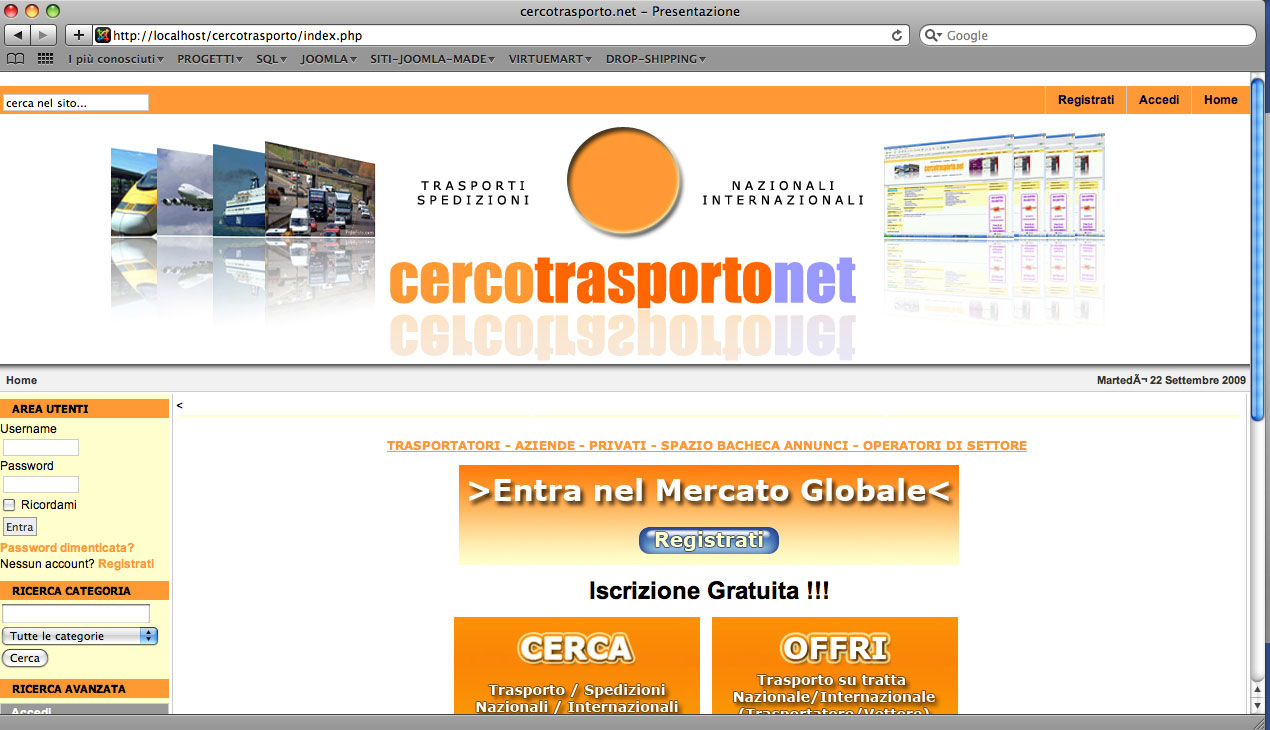 cercotrasporto.net – Presentazione
http://localhost/cercotrasporto/index.php
Google
I più conosciuti PROGETTI SQL JOOMLA SITI-JOOMLA-MADE VIRTUEMART DROP-SHIPPING
cerca nel sito...
Registrati Accedi Home
TRASPORTI
SPEDIZIONI
NAZIONALI
INTERNAZIONALI
cercotrasportonet
Home
MartedÃ¬ 22 Settembre 2009
AREA UTENTI
<
Username
Password
Ricordami
Entra
Password dimenticata?
Nessun account? Registrati
RICERCA CATEGORIA
Tutte le categorie
Cerca
RICERCA AVANZATA
Accedi
TRASPORTATORI - AZIENDE - PRIVATI - SPAZIO BACHECA ANNUNCI - OPERATORI DI SETTORE
>Entra nel Mercato Globale<
Registrati
Iscrizione Gratuita !!!
CERCA
Trasporto / Spedizioni
Nazionali / Internazionali
OFFRI
Trasporto su tratta
Nazionale/Internazionale
(Trasportatore/Vettore)